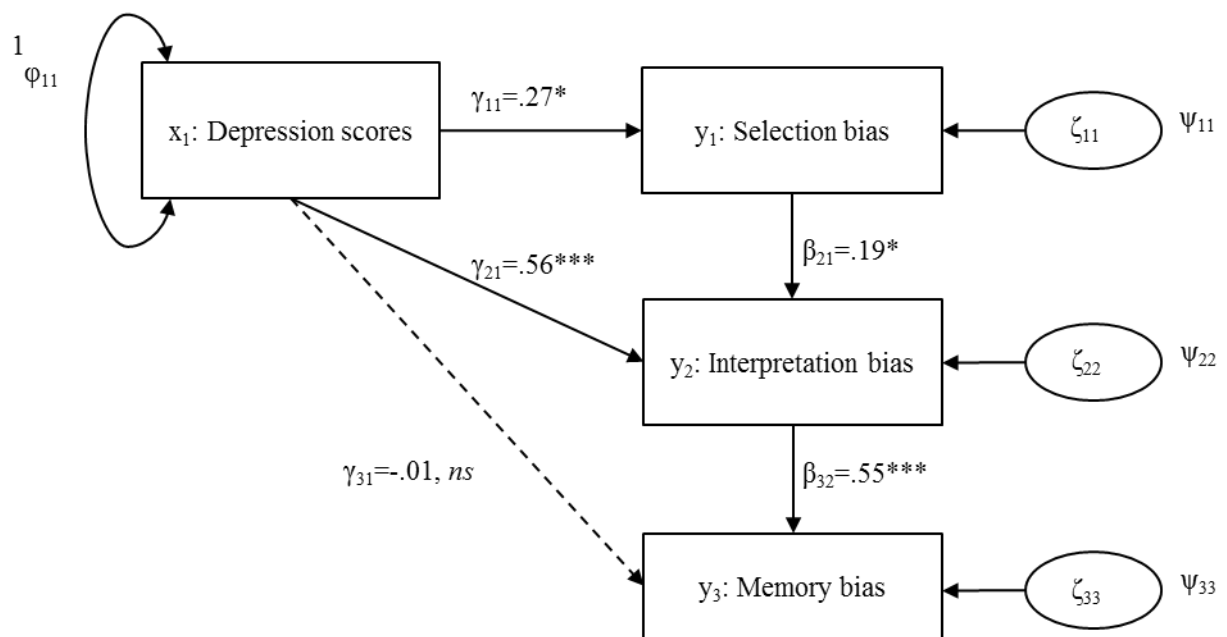 1
φ₁₁
x₁: Depression scores
γ₁₁=.27*
y₁: Selection bias
ζ₁₁
ψ₁₁
γ₂₁=.56***
β₂₁=.19*
y₂: Interpretation bias
ζ₂₂
ψ₂₂
γ₃₁=-.01, ns
β₃₂=.55***
y₃: Memory bias
ζ₃₃
ψ₃₃